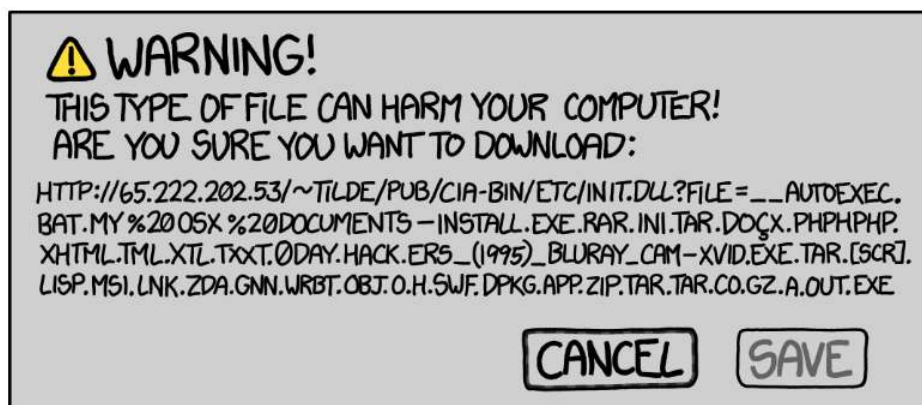 WARNING!
THIS TYPE OF FILE CAN HARM YOUR COMPUTER!
ARE YOU SURE YOU WANT TO DOWNLOAD:
HTTP://65.222.202.53/~TILDE/PUB/CIA-BIN/ETC/INIT.DLL?FILE=__AUTOEXEC.
BAT.MY%20OSX%20DOCUMENTS-INSTALL.EXE.RAR.INI.TAR.DOÇX.PHPHPHP.
XHTML.TML.XTL.TXXT.0DAY.HACK.ERS_(1995)_BLURAY_CAM-XVID.EXE.TAR.[SCR].
LISP.MSI.LNK.ZDA.GNN.WRBT.OBJ.O.H.SWF.DPKG.APP.ZIP.TAR.TAR.CO.GZ.A.OUT.EXE
CANCEL SAVE